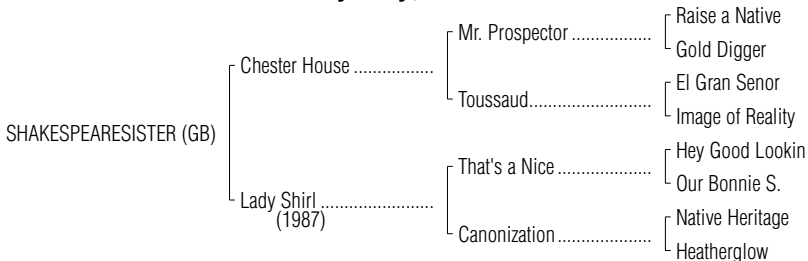 Raise a Native
Mr. Prospector .................
Gold Digger
Chester House .................
El Gran Senor
Toussaud..........................
Image of Reality
SHAKESPEARESISTER (GB)
Hey Good Lookin
That's a Nice ....................
Our Bonnie S.
Lady Shirl ........................
(1987)
Native Heritage
Canonization....................
Heatherglow